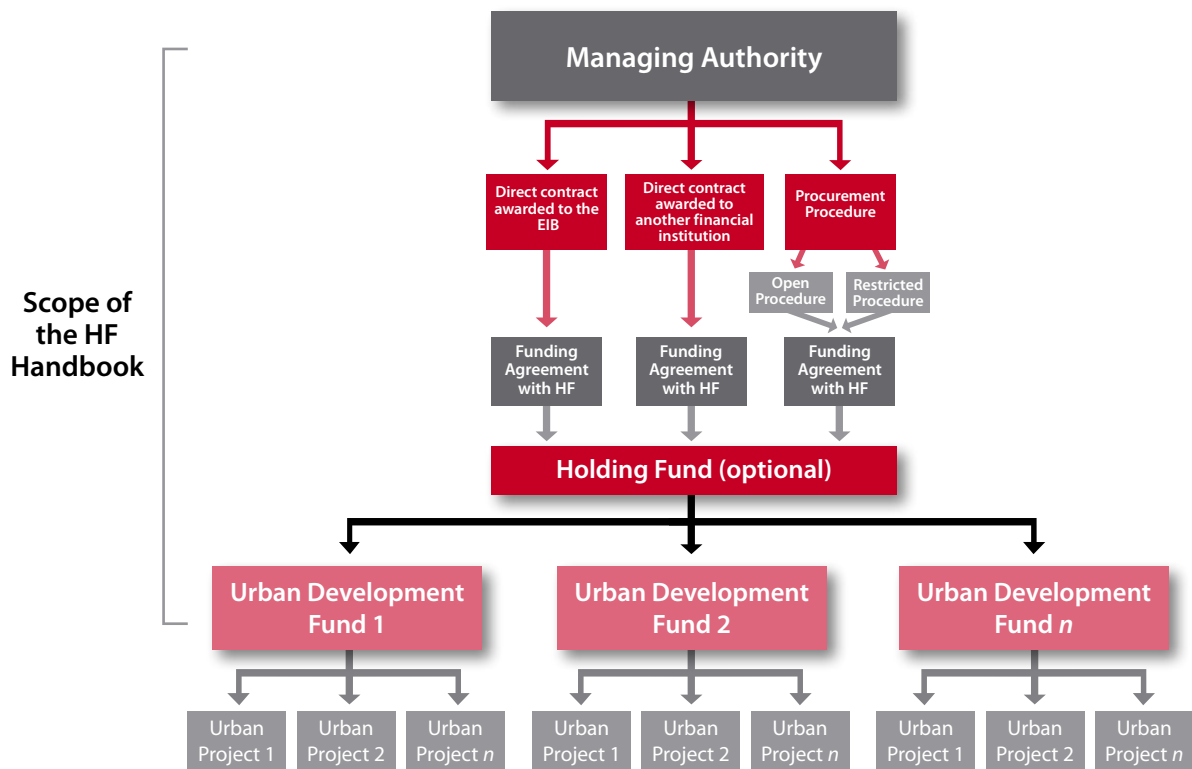 Managing Authority
Direct contract
awarded to the
EIB
Direct contract
awarded to
another financial
institution
Procurement
Procedure
Open
Procedure
Restricted
Procedure
Scope of
the HF
Handbook
Funding
Agreement
with HF
Funding
Agreement
with HF
Funding
Agreement
with HF
Holding Fund (optional)
Urban Development
Fund 1
Urban Development
Fund 2
Urban Development
Fund n
Urban
Project 1
Urban
Project 2
Urban
Project n
Urban
Project 1
Urban
Project 2
Urban
Project n
Urban
Project 1
Urban
Project 2
Urban
Project n